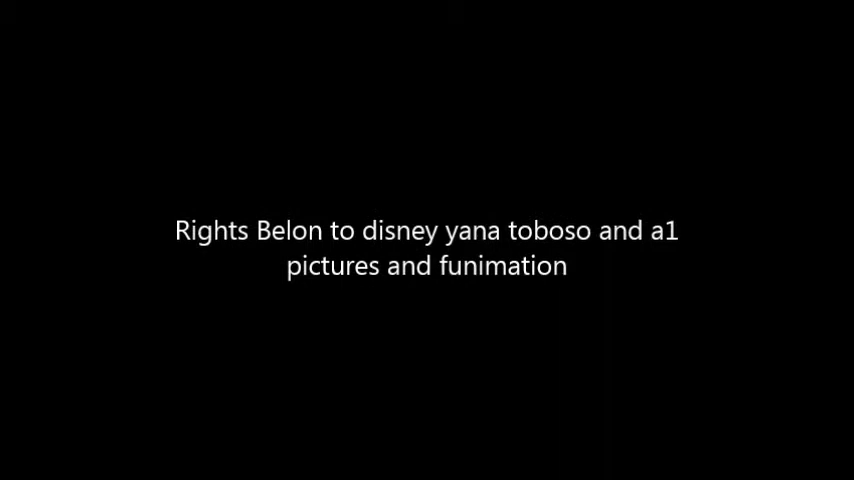 Rights Belon to disney yana toboso and a1
pictures and funimation